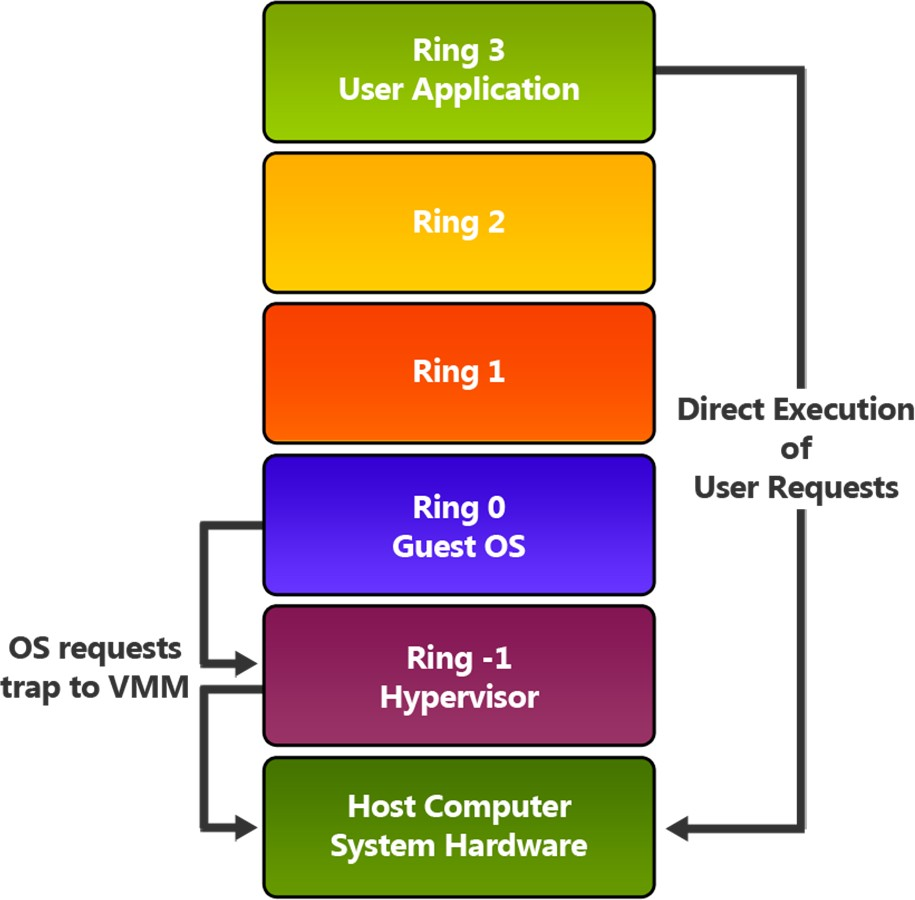 Ring 3
User Application
Ring 2
Ring 1
Direct Execution
of
User Requests
Ring 0
Guest OS
OS requests
trap to VMM
Ring -1
Hypervisor
Host Computer
System Hardware